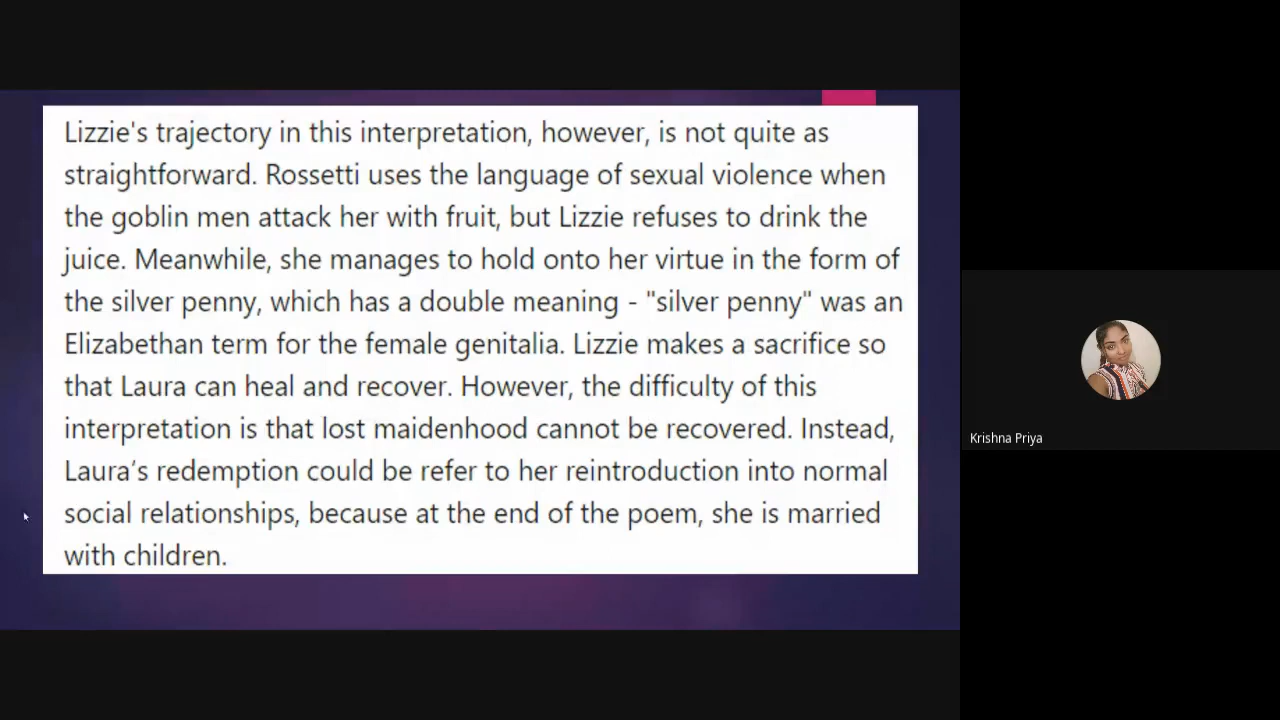 Lizzie's trajectory in this interpretation, however, is not quite as
straightforward. Rossetti uses the language of sexual violence when
the goblin men attack her with fruit, but Lizzie refuses to drink the
juice. Meanwhile, she manages to hold onto her virtue in the form of
the silver penny, which has a double meaning - "silver penny" was an
Elizabethan term for the female genitalia. Lizzie makes a sacrifice so
that Laura can heal and recover. However, the difficulty of this
interpretation is that lost maidenhood cannot be recovered. Instead,
Laura’s redemption could be refer to her reintroduction into normal
social relationships, because at the end of the poem, she is married
with children.
Krishna Priya